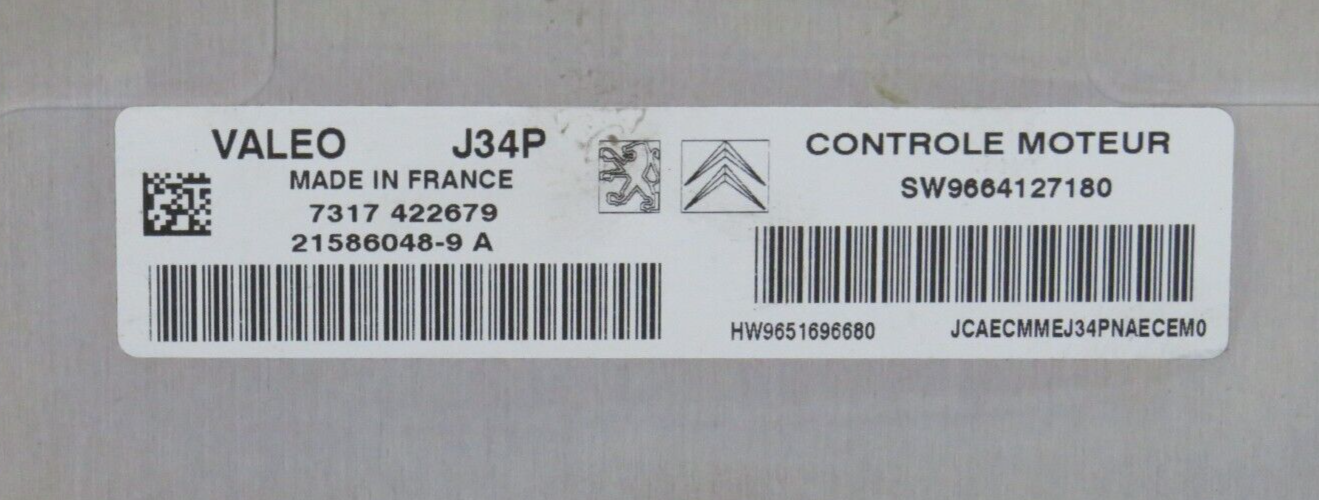 VALEO J34P
MADE IN FRANCE
7317 422679
21586048-9 A
CONTROLE MOTEUR
SW9664127180
HW9651696680 JCAECMMEJ34PNAECEM0